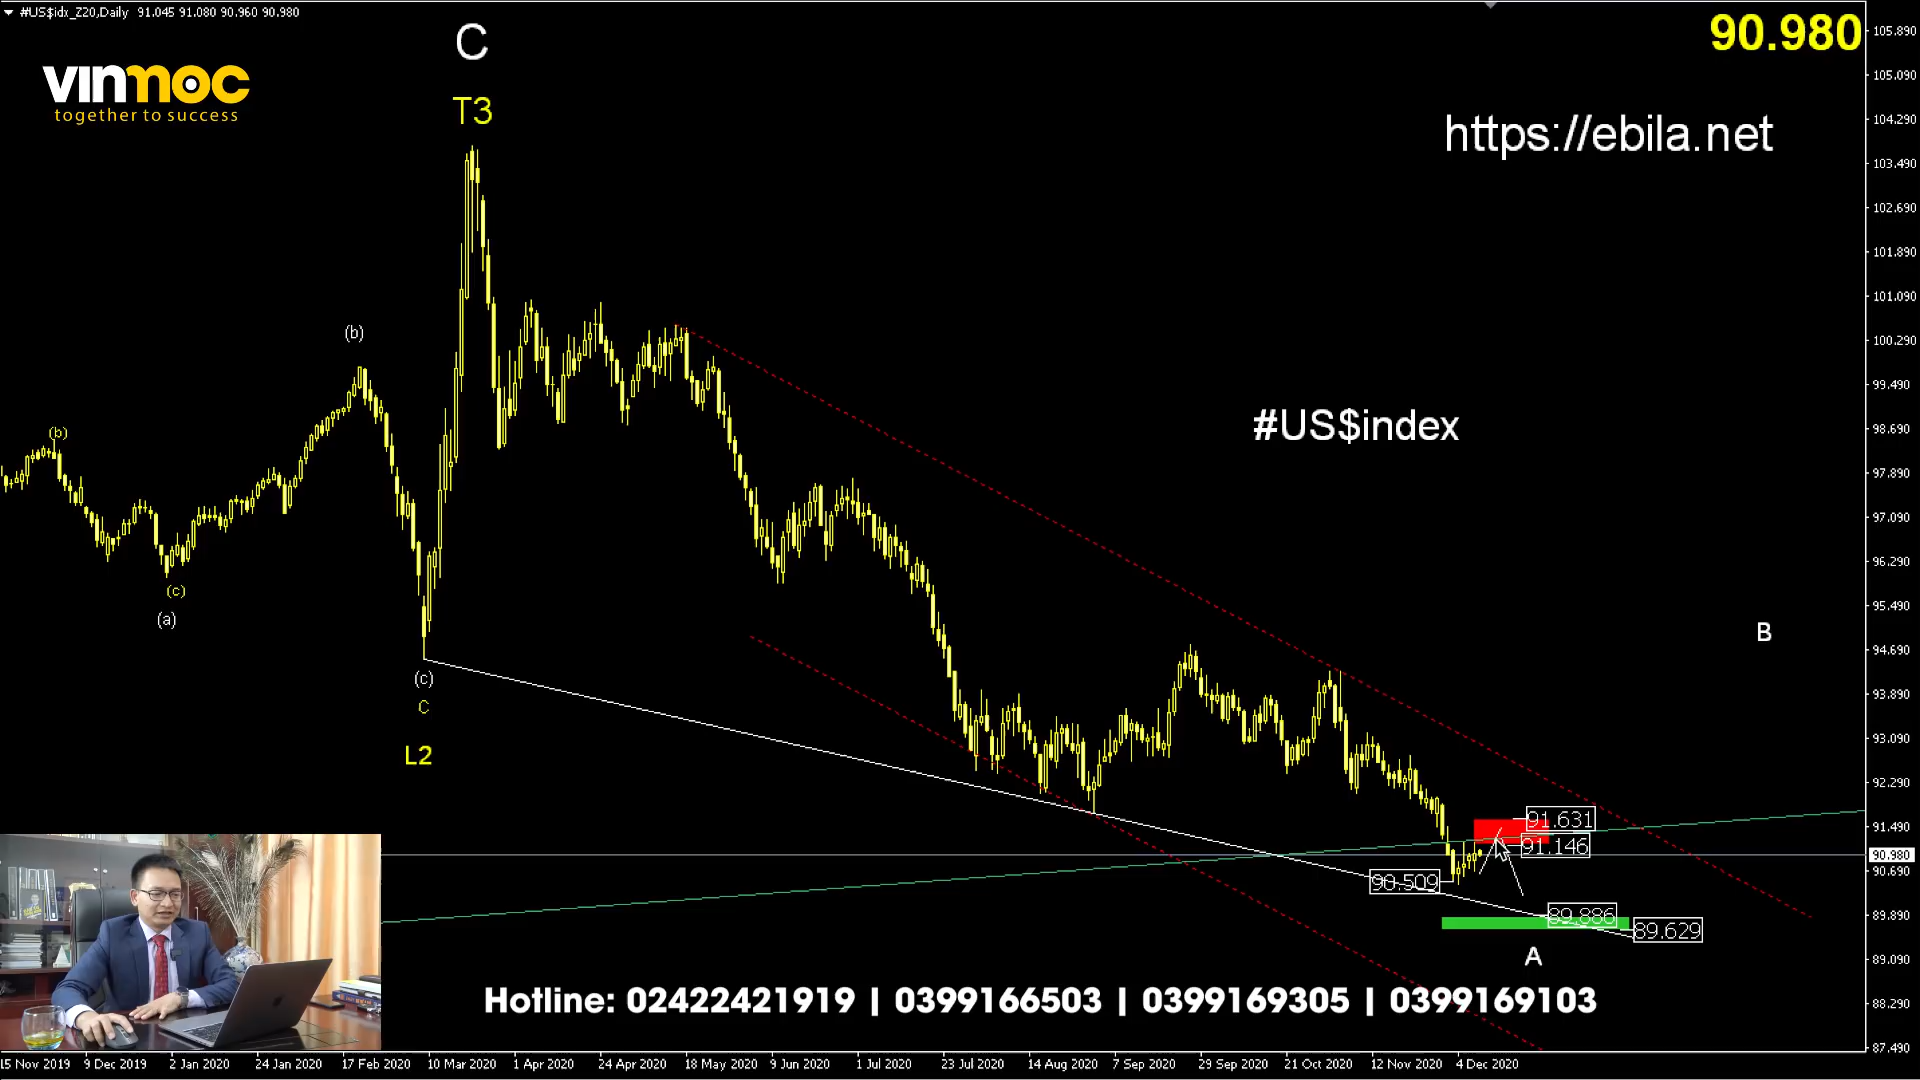 #US$idx_Z20,Daily 91.045 91.080 90.960 90.980
90.980
vinmoc
together to success
C
T3
https://ebila.net
#US$index
(b)
(b)
(c)
(a)
(c)
C
L2
B
A
91.631
91.146
90.509
89.886
89.629
105.890
105.090
104.290
103.490
102.690
101.890
101.090
100.290
99.490
98.690
97.890
97.090
96.290
95.490
94.690
93.890
93.090
92.290
91.490
90.980
90.690
89.890
89.090
88.290
87.490
Hotline: 02422421919 | 0399166503 | 0399169305 | 0399169103
15 Nov 2019 9 Dec 2019 2 Jan 2020 24 Jan 2020 17 Feb 2020 10 Mar 2020 1 Apr 2020 24 Apr 2020 18 May 2020 9 Jun 2020 1 Jul 2020 23 Jul 2020 14 Aug 2020 7 Sep 2020 29 Sep 2020 21 Oct 2020 12 Nov 2020 4 Dec 2020